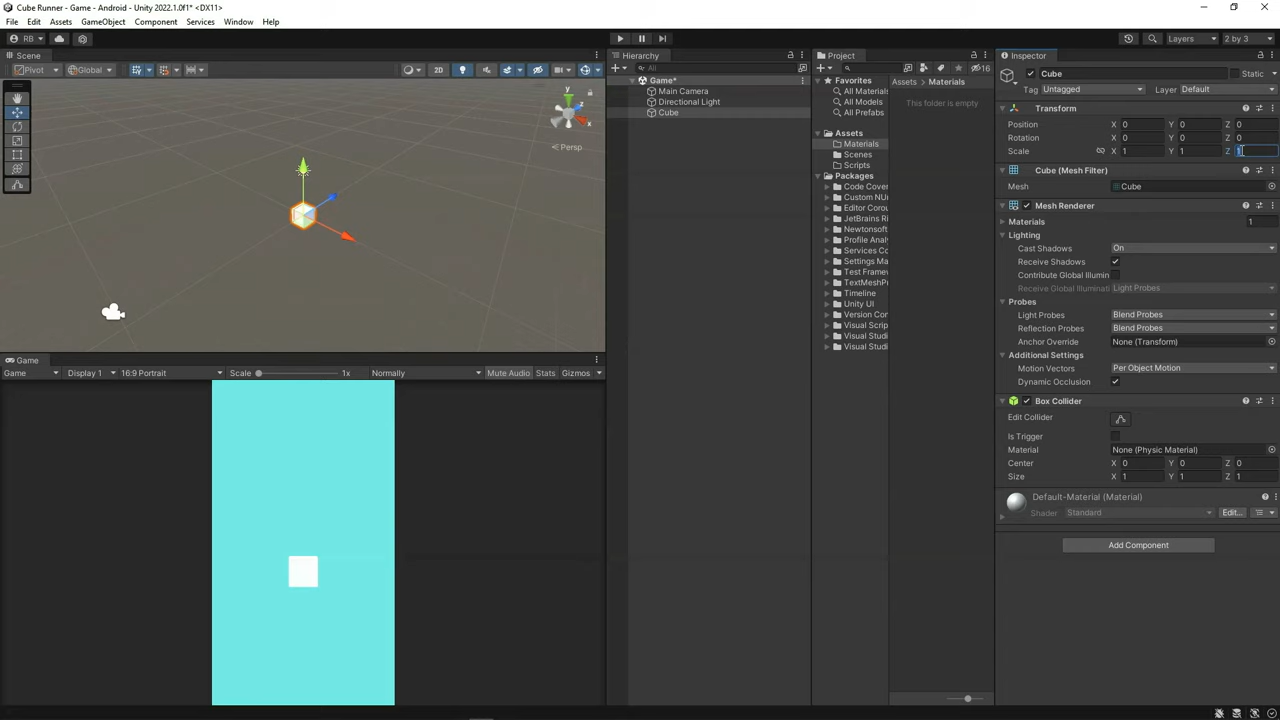 Cube Runner - Game - Android - Unity 2022.1.0f1* <DX11>
File Edit Assets GameObject Component Services Window Help
RB Layers 2 by 3
Scene
Pivot Global 2D
y
x
Persp
Game
Game Display 1 16:9 Portrait Scale 1x Normally Mute Audio Stats Gizmos
Hierarchy
All
Game*
Main Camera
Directional Light
Cube
Project
16
Favorites
All Materials
All Models
All Prefabs
Assets
Materials
Scenes
Scripts
Packages
Code Cover
Custom NU
Editor Corou
JetBrains Ri
Newtonsoft
Profile Analy
Services Co
Settings Ma
Test Framew
TextMeshPr
Timeline
Unity UI
Version Con
Visual Scrip
Visual Studi
Visual Studi
Assets Materials
This folder is empty
Inspector
Cube Static
Tag Untagged Layer Default
Transform
Position X 0 Y 0 Z 0
Rotation X 0 Y 0 Z 0
Scale X 1 Y 1 Z 1
Cube (Mesh Filter)
Mesh Cube
Mesh Renderer
Materials 1
Lighting
Cast Shadows On
Receive Shadows
Contribute Global Illumin
Receive Global Illuminati Light Probes
Probes
Light Probes Blend Probes
Reflection Probes Blend Probes
Anchor Override None (Transform)
Additional Settings
Motion Vectors Per Object Motion
Dynamic Occlusion
Box Collider
Edit Collider
Is Trigger
Material None (Physic Material)
Center X 0 Y 0 Z 0
Size X 1 Y 1 Z 1
Default-Material (Material)
Shader Standard Edit...
Add Component